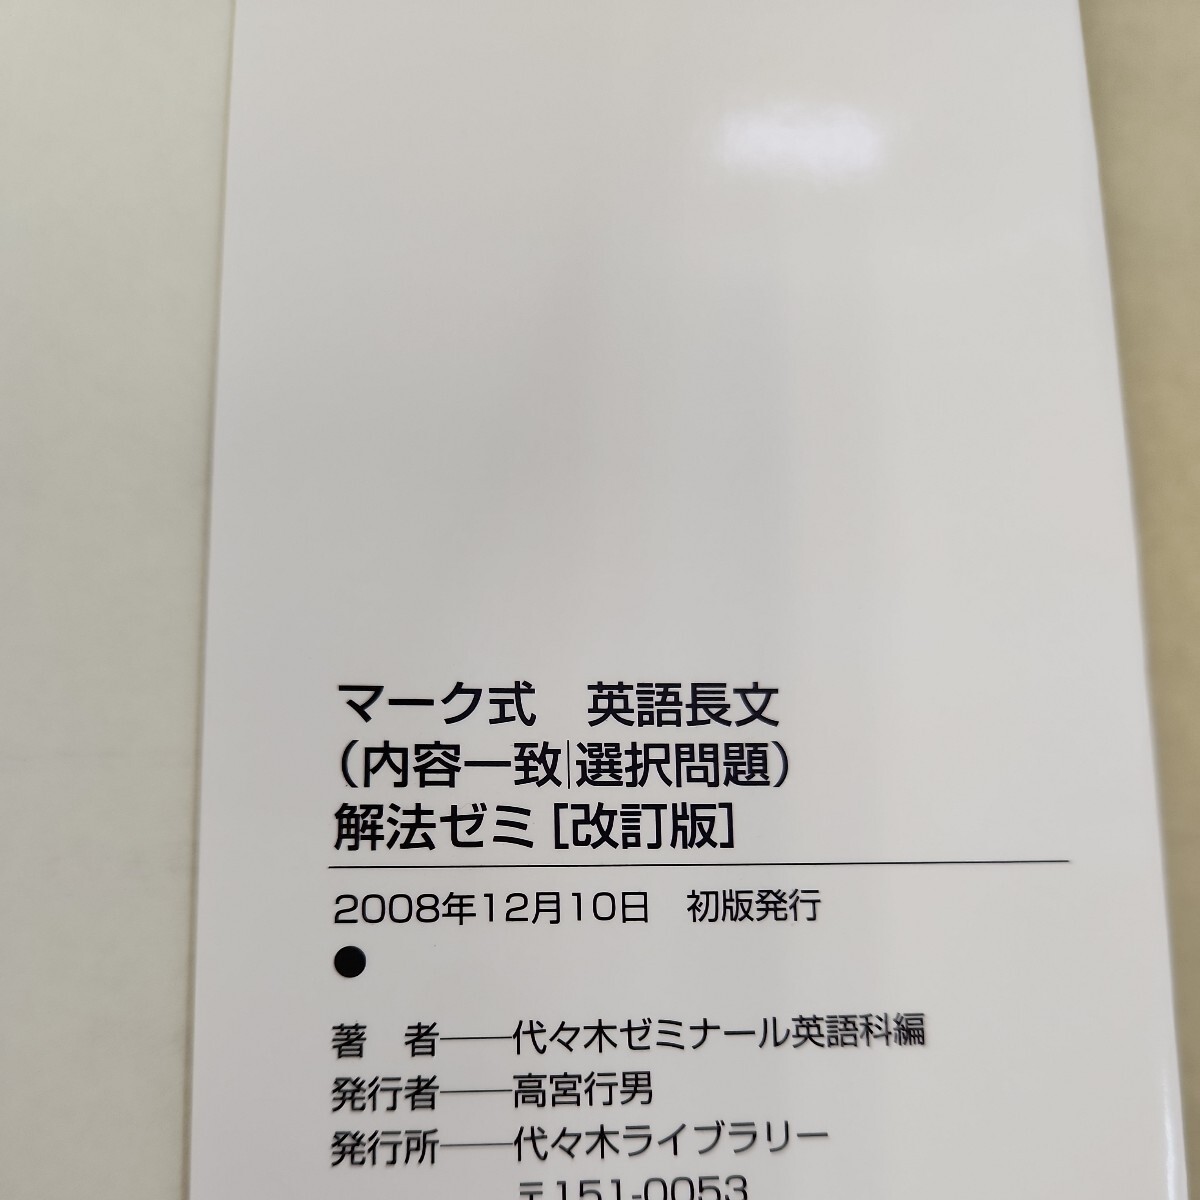 マーク式　英語長文
（内容一致｜選択問題）
解法ゼミ［改訂版］
2008年12月10日　初版発行
●
著　者――代々木ゼミナール英語科編
発行者――高宮行男
発行所――代々木ライブラリー
〒151-0053